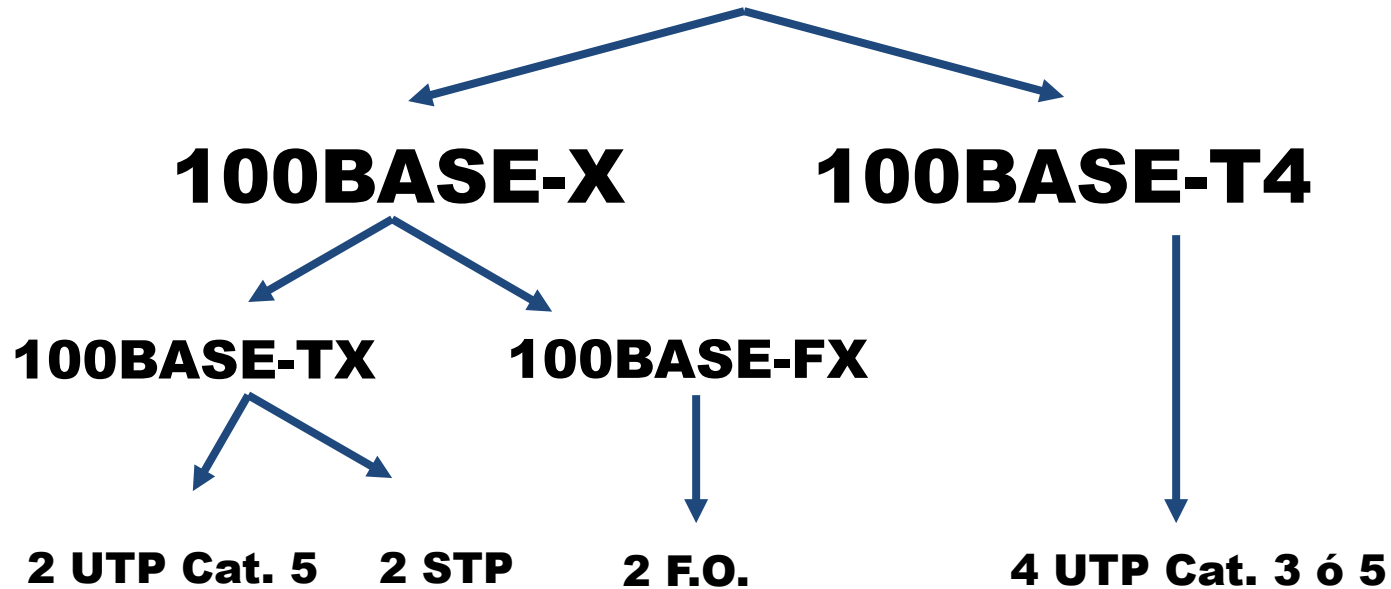 100BASE-X 100BASE-T4
100BASE-TX 100BASE-FX
2 UTP Cat. 5 2 STP 2 F.O. 4 UTP Cat. 3 ó 5